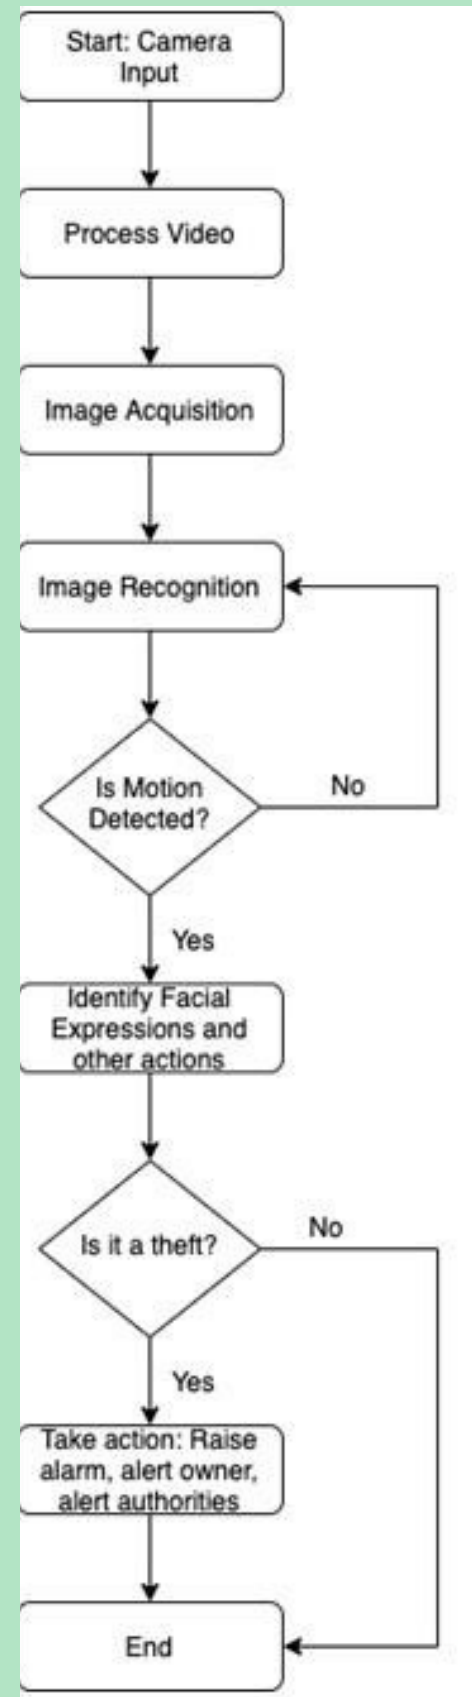 Start: Camera
Input
Process Video
Image Acquisition
Image Recognition
Is Motion
Detected?
No
Yes
Identify Facial
Expressions and
other actions
Is it a theft?
No
Yes
Take action: Raise
alarm, alert owner,
alert authorities
End